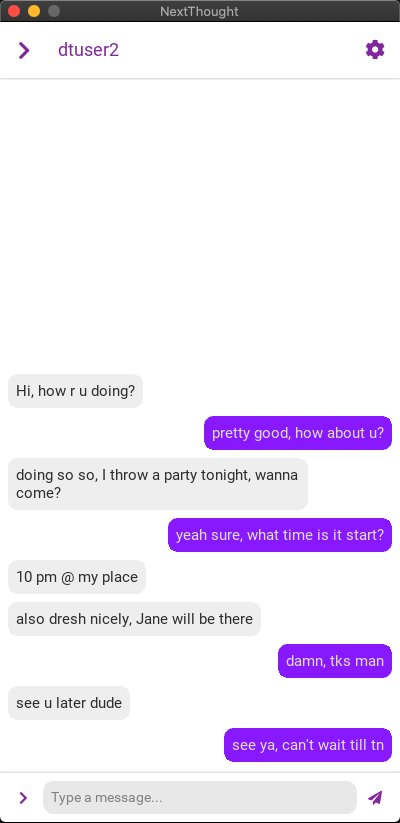 NextThought
dtuser2
Hi, how r u doing?
pretty good, how about u?
doing so so, I throw a party tonight, wanna
come?
yeah sure, what time is it start?
10 pm @ my place
also dresh nicely, Jane will be there
damn, tks man
see u later dude
see ya, can't wait till tn
Type a message...